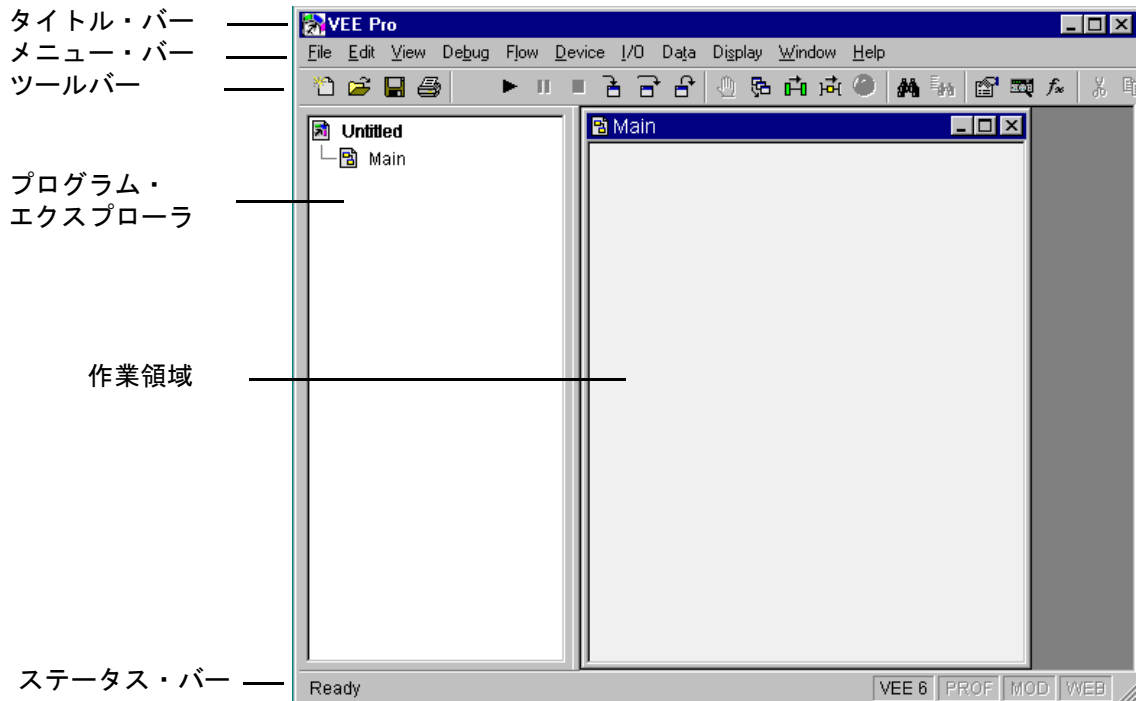 タイトル・バー
VEE Pro
メニュー・バー
File Edit View Debug Flow Device I/O Data Display Window Help
ツールバー
Untitled
Main
Main
プログラム・
エクスプローラ
作業領域
ステータス・バー
Ready
VEE 6 PROF MOD WEB